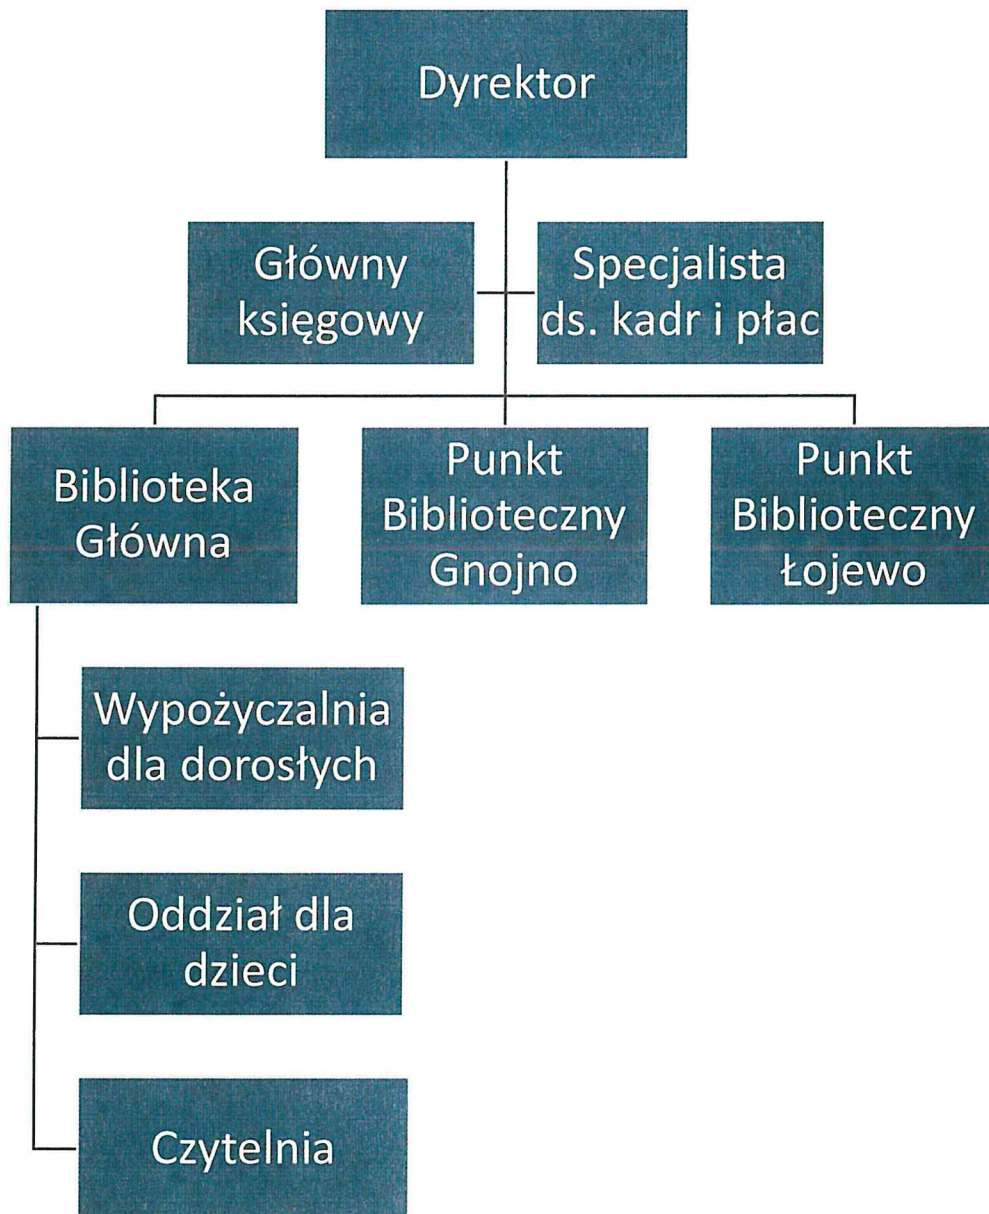 Dyrektor
Główny
księgowy
Specjalista
ds. kadr i płac
Biblioteka
Główna
Punkt
Biblioteczny
Gnojno
Punkt
Biblioteczny
Łojewo
Wypożyczalnia
dla dorosłych
Oddział dla
dzieci
Czytelnia